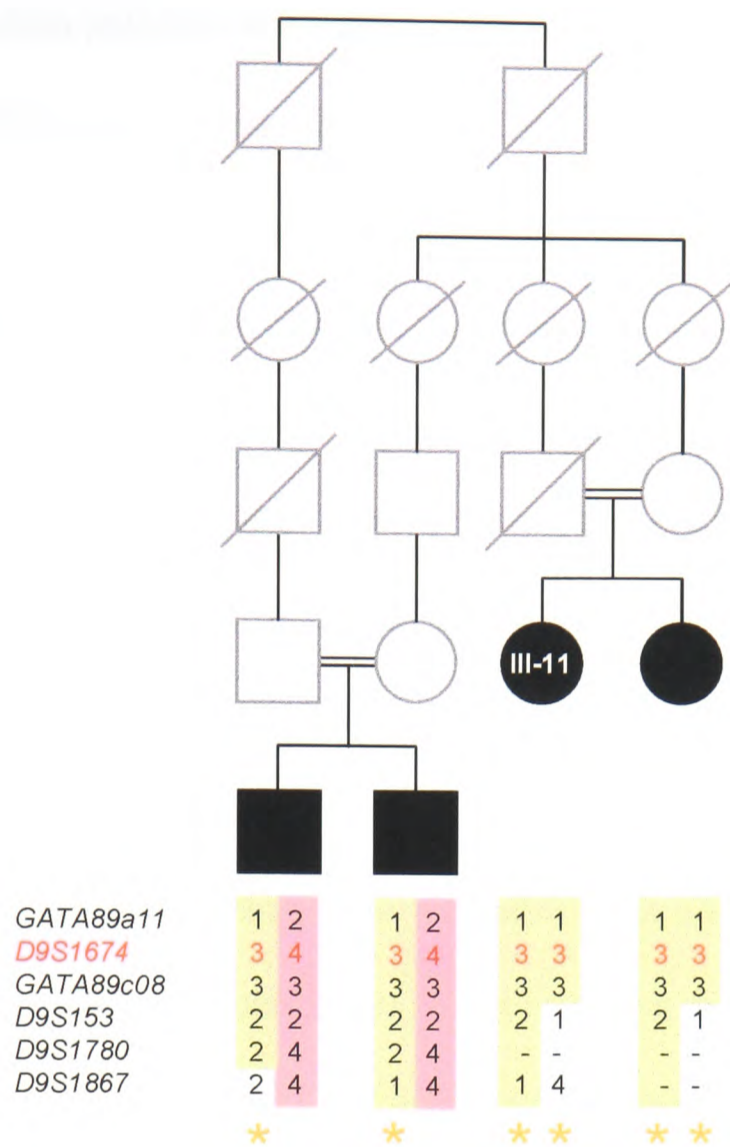 III-11
GATA89a11 1 2 1 2 1 1 1 1
D9S1674 3 4 3 4 3 3 3 3
GATA89c08 3 3 3 3 3 3 3 3
D9S153 2 2 2 2 2 1 2 1
D9S1780 2 4 2 4 - - - -
D9S1867 2 4 1 4 1 4 - -
* * * * * *